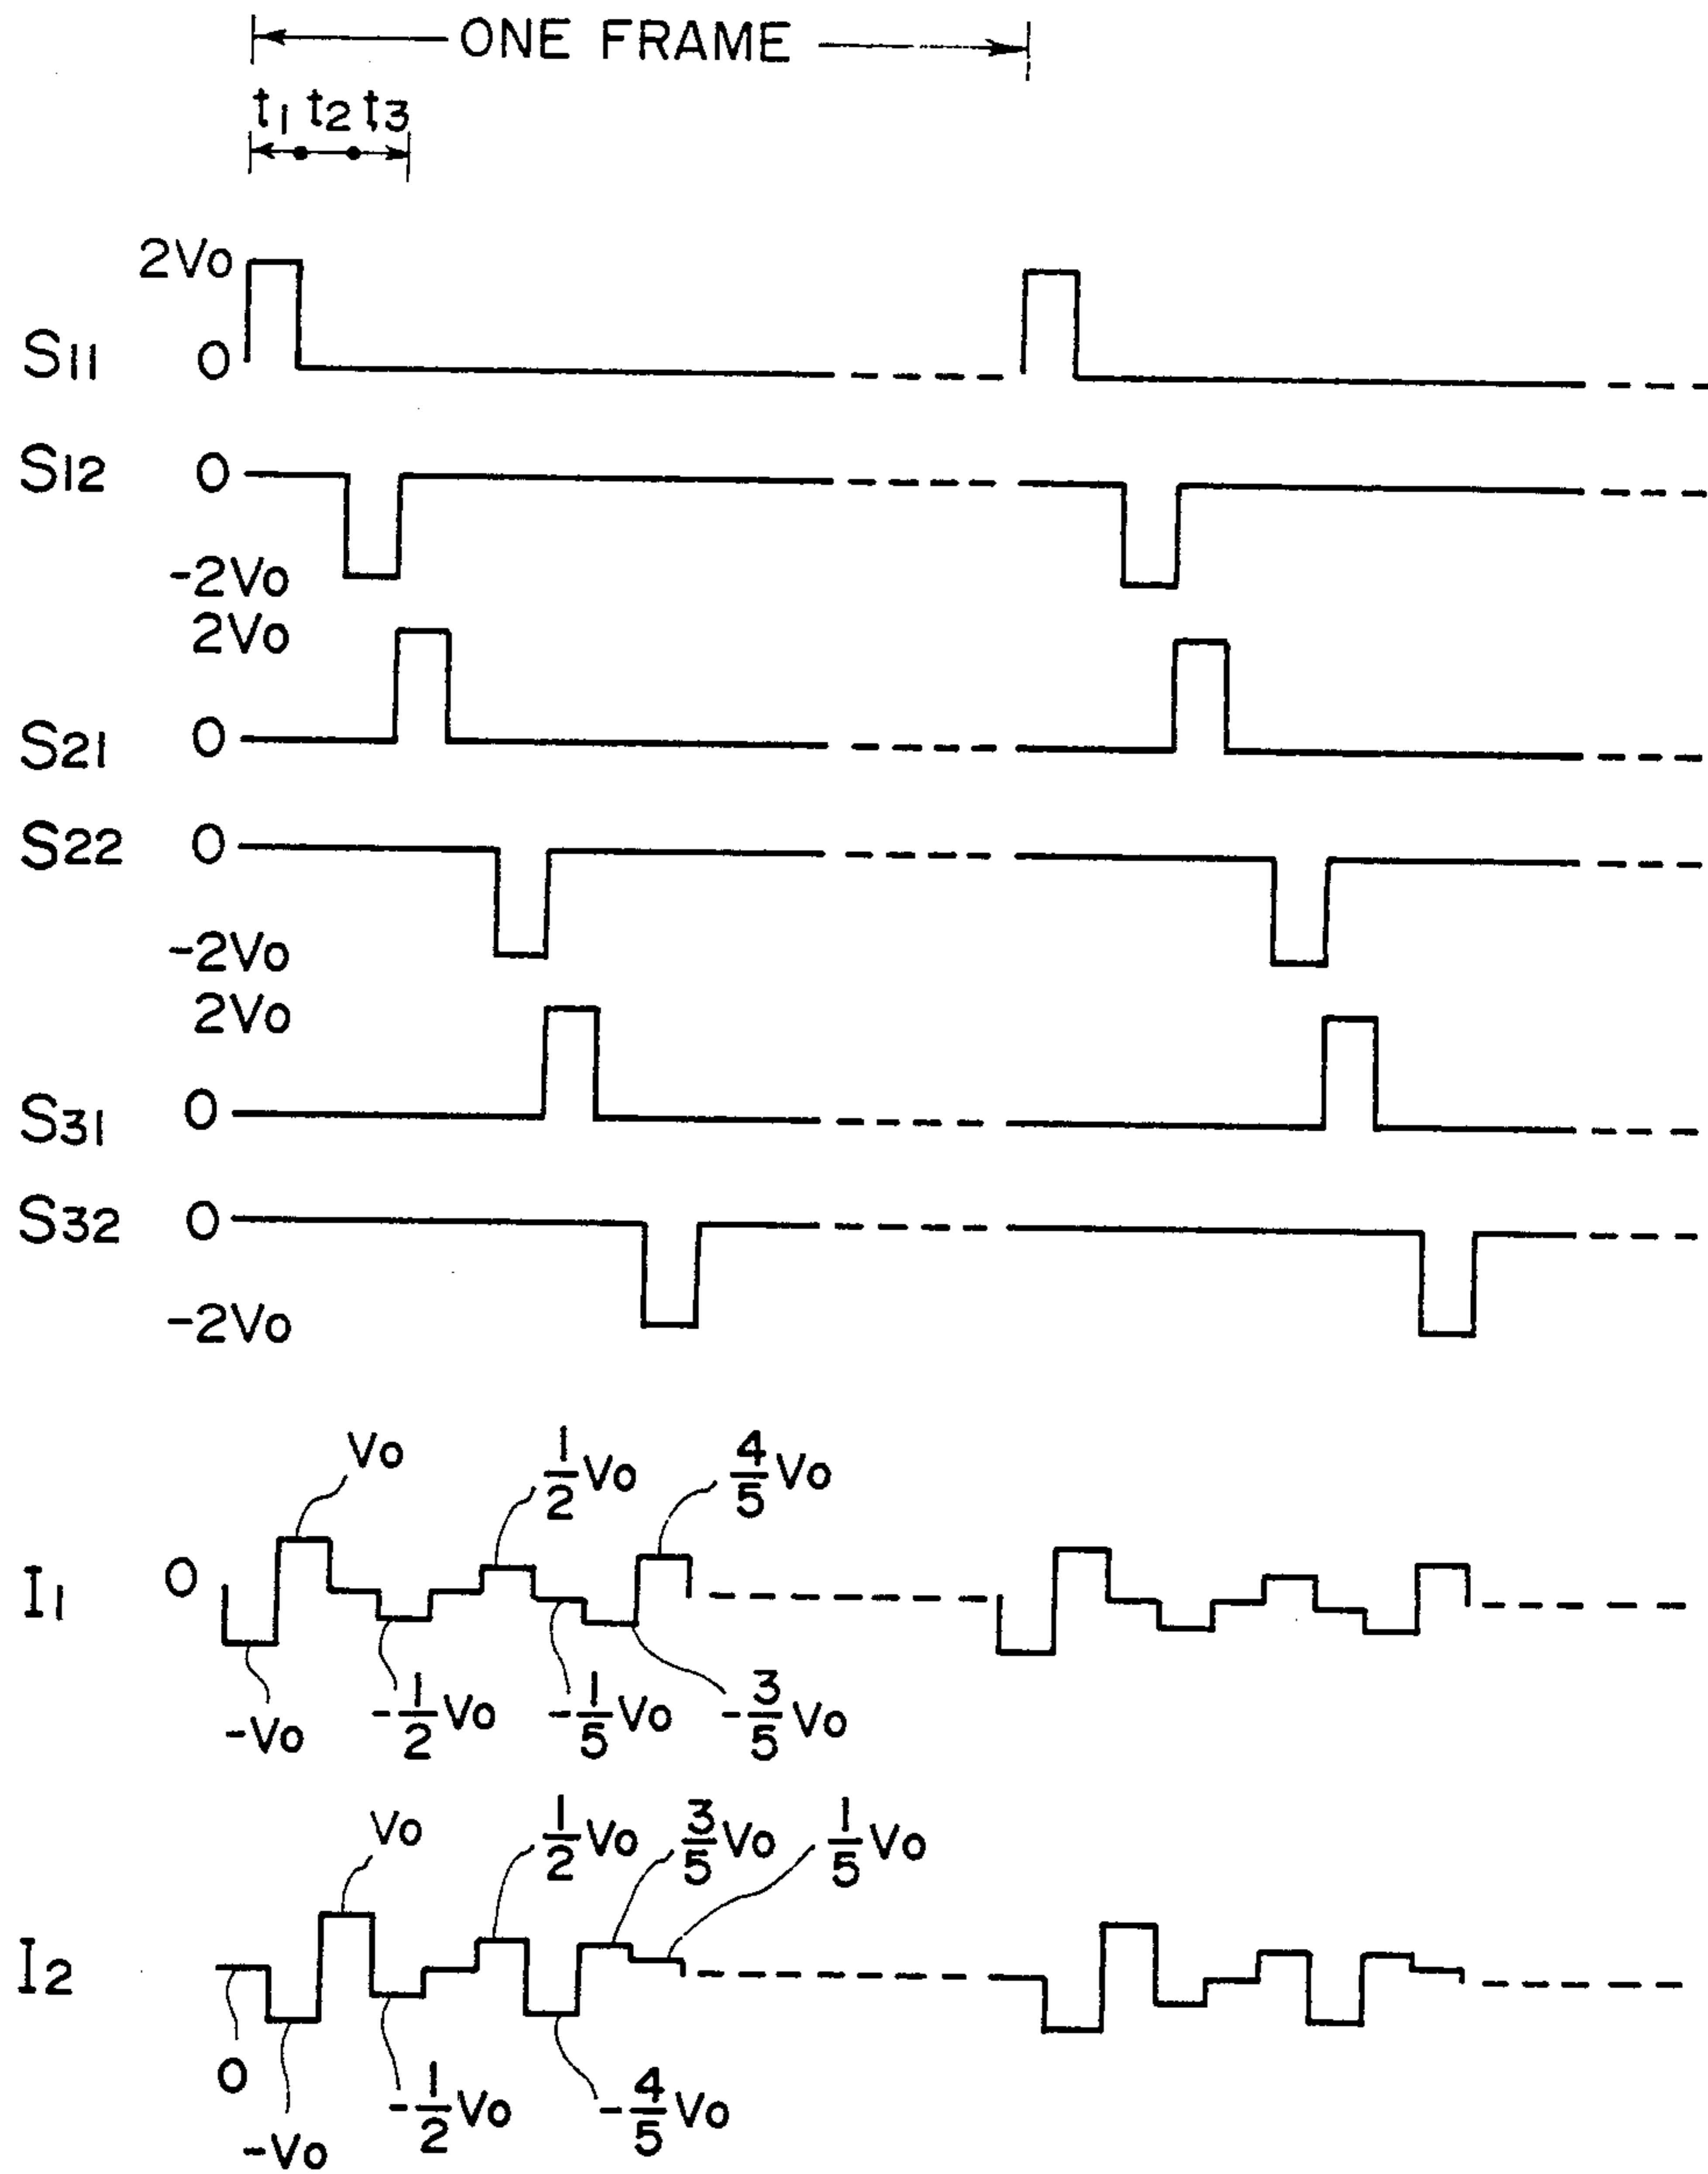 ONE FRAME
t1 t2 t3
2Vo
S11 0
S12 0
-2Vo
2Vo
S21 0
S22 0
-2Vo
2Vo
S31 0
S32 0
-2Vo
Vo 1/2Vo 4/5Vo
I1 0
-Vo -1/2Vo -1/5Vo -3/5Vo
Vo 1/2Vo 3/5Vo 1/5Vo
I2
0 -Vo -1/2Vo -4/5Vo